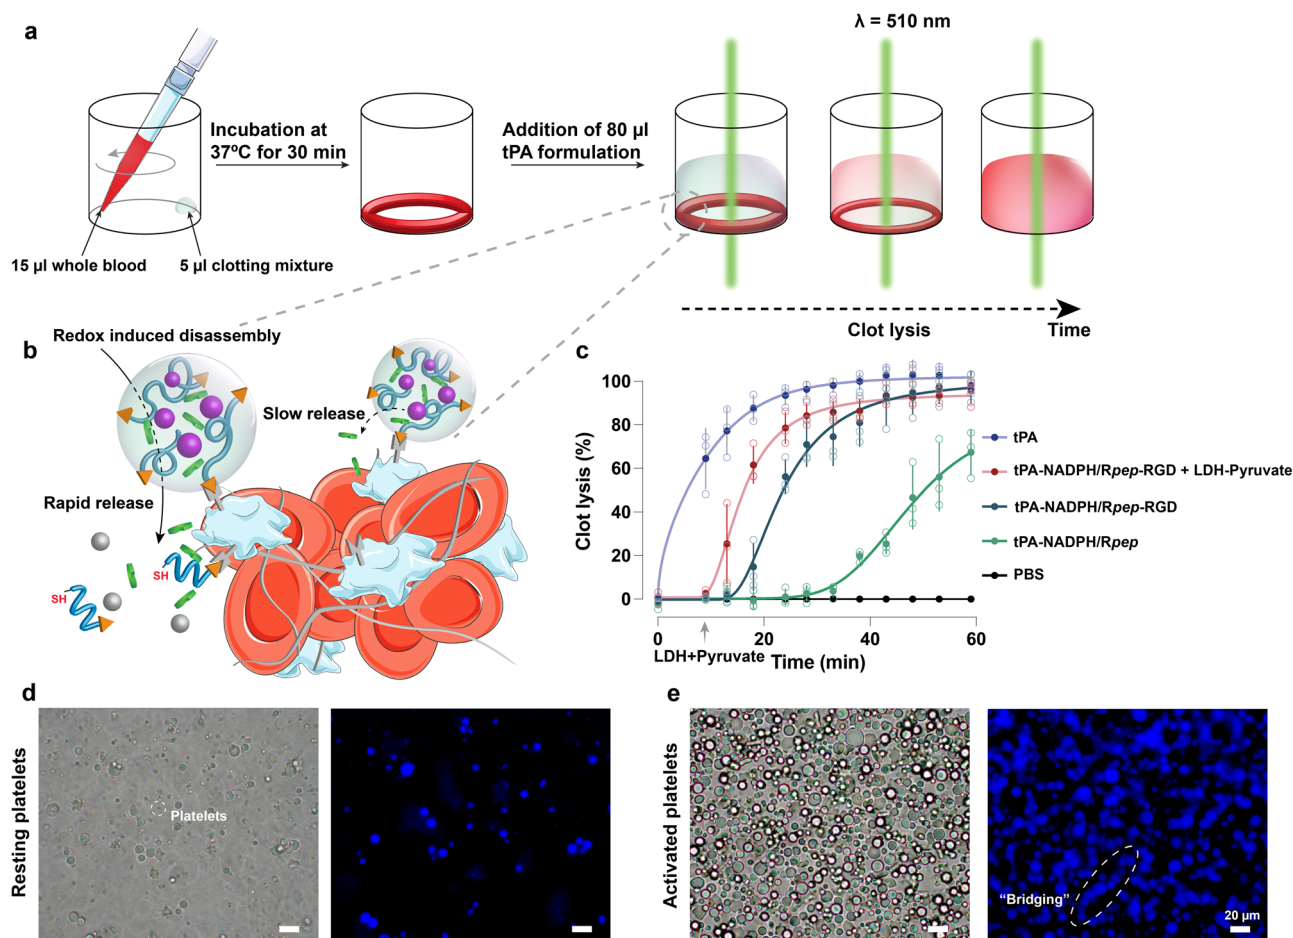 a
λ = 510 nm
Incubation at
37ºC for 30 min
Addition of 80 µl
tPA formulation
15 µl whole blood
5 µl clotting mixture
Clot lysis
Time
b
Redox induced disassembly
Slow release
Rapid release
SH
SH
c
Clot lysis (%)
100
80
60
40
20
0
0
20
40
60
LDH+Pyruvate
Time (min)
tPA
tPA-NADPH/Rpep-RGD + LDH-Pyruvate
tPA-NADPH/Rpep-RGD
tPA-NADPH/Rpep
PBS
d
Resting platelets
Platelets
e
Activated platelets
“Bridging”
20 µm